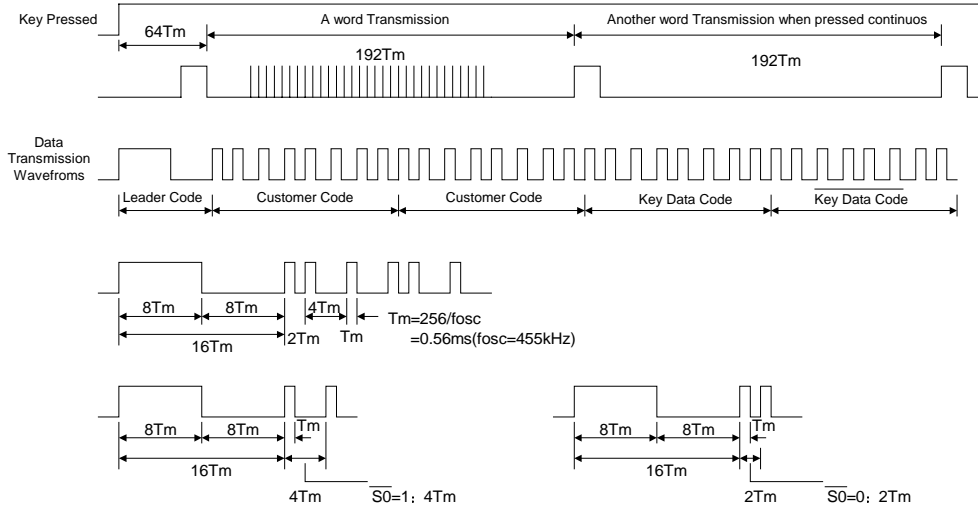 Key Pressed
A word Transmission
Another word Transmission when pressed continuos
64Tm
192Tm
192Tm
Data
Transmission
Wavefroms
Leader Code
Customer Code
Customer Code
Key Data Code
Key Data Code
8Tm
8Tm
4Tm
16Tm
2Tm
Tm
Tm=256/fosc
=0.56ms(fosc=455kHz)
8Tm
8Tm
Tm
16Tm
4Tm
S0=1; 4Tm
8Tm
8Tm
Tm
16Tm
2Tm
S0=0; 2Tm